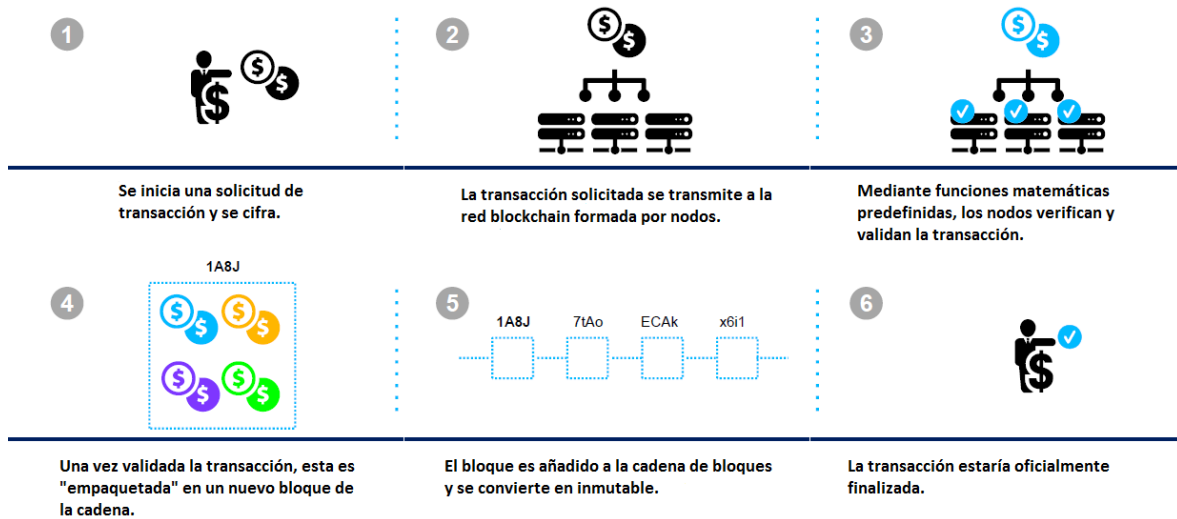 1
2
3
Se inicia una solicitud de
transacción y se cifra.
La transacción solicitada se transmite a la
red blockchain formada por nodos.
Mediante funciones matemáticas
predefinidas, los nodos verifican y
validan la transacción.
4
1A8J
5
1A8J 7tAo ECAk x6i1
6
Una vez validada la transacción, esta es
"empaquetada" en un nuevo bloque de
la cadena.
El bloque es añadido a la cadena de bloques
y se convierte en inmutable.
La transacción estaría oficialmente
finalizada.